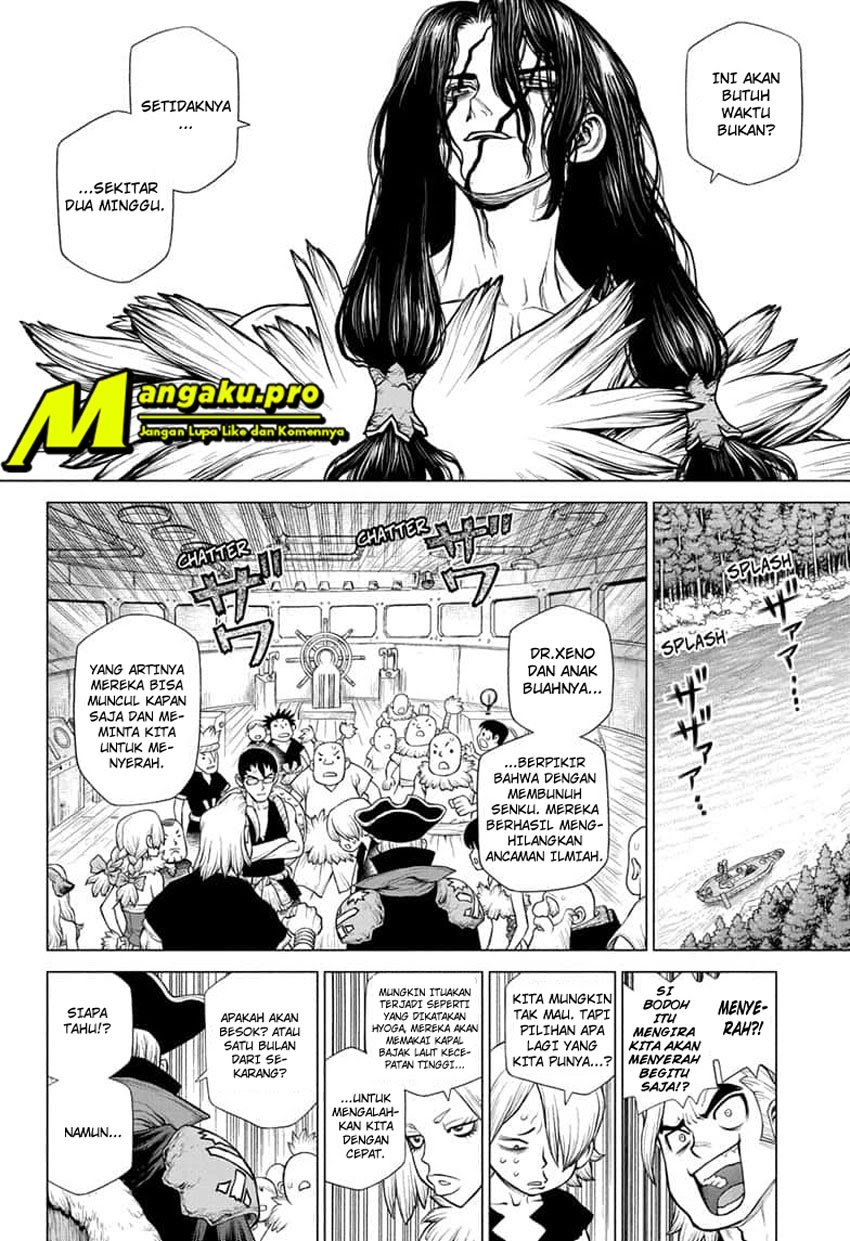 INI AKAN
BUTUH
WAKTU
BUKAN?
SETIDAKNYA
...
...SEKITAR
DUA MINGGU.
Mangaku.pro
Jangan Lupa Like dan Komennya
SPLASH
ザァァ...
SPLASH
ザァァァ...
CHATTER
ザワ
CHATTER
ザワ
DR.XENO
DAN ANAK
BUAHNYA...
...BERPIKIR
BAHWA DENGAN
MEMBUNUH
SENKU. MEREKA
BERHASIL MENG-
HILANGKAN
ANCAMAN ILMIAH.
YANG ARTINYA
MEREKA BISA
MUNCUL KAPAN
SAJA DAN ME-
MINTA KITA
UNTUK ME-
NYERAH.
MENYE-
RAH?!
SI
BODOH
ITU
MENGIRA
KITA AKAN
MENYERAH
BEGITU
SAJA!?
KITA MUNGKIN
TAK MAU. TAPI
PILIHAN APA
LAGI YANG
KITA PUNYA...?
MUNGKIN ITUAKAN
TERJADI SEPERTI
YANG DIKATAKAN
HYOGA, MEREKA AKAN
MEMAKAI KAPAL
BAJAK LAUT KECE-
PATAN TINGGI...
...UNTUK
MENGALAH-
KAN KITA
DENGAN
CEPAT.
APAKAH AKAN
BESOK? ATAU
SATU BULAN
DARI SE-
KARANG?
SIAPA
TAHU!?
NAMUN...